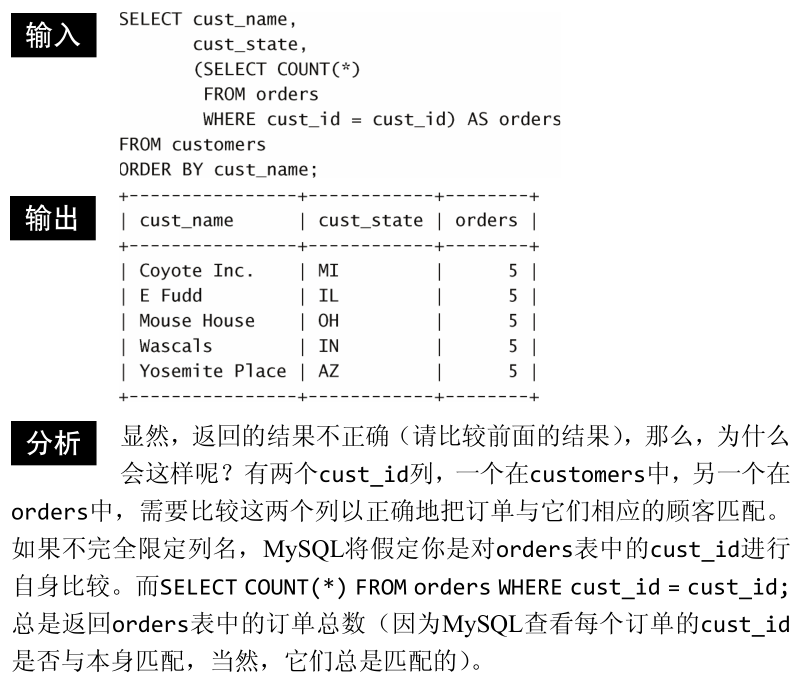 输入
SELECT cust_name,
       cust_state,
       (SELECT COUNT(*)
        FROM orders
        WHERE cust_id = cust_id) AS orders
FROM customers
ORDER BY cust_name;
输出
+----------------+------------+--------+
| cust_name      | cust_state | orders |
+----------------+------------+--------+
| Coyote Inc.    | MI         |      5 |
| E Fudd         | IL         |      5 |
| Mouse House    | OH         |      5 |
| Wascals        | IN         |      5 |
| Yosemite Place | AZ         |      5 |
+----------------+------------+--------+
分析
显然，返回的结果不正确（请比较前面的结果），那么，为什么
会这样呢？有两个cust_id列，一个在customers中，另一个在
orders中，需要比较这两个列以正确地把订单与它们相应的顾客匹配。
如果不完全限定列名，MySQL将假定你是对orders表中的cust_id进行
自身比较。而SELECT COUNT(*) FROM orders WHERE cust_id = cust_id;
总是返回orders表中的订单总数（因为MySQL查看每个订单的cust_id
是否与本身匹配，当然，它们总是匹配的）。